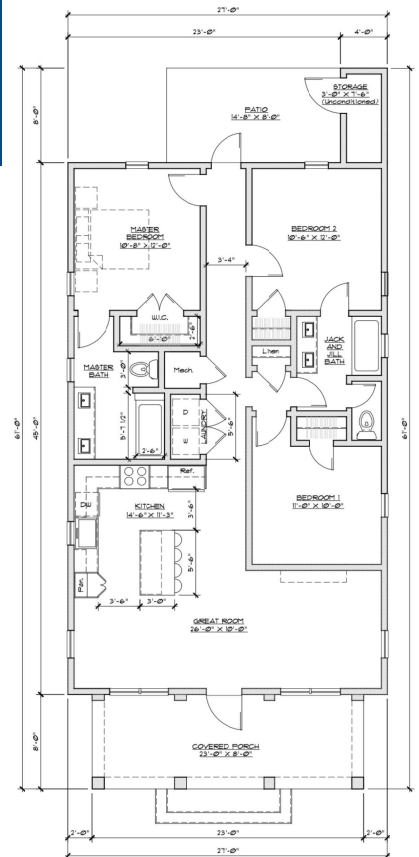 27'-0"
23'-0"
4'-0"
STORAGE
3'-0" X 7'-6"
(Unconditioned)
8'-0"
PATIO
14'-8" X 8'-0"
MASTER
BEDROOM
10'-8" X 12'-0"
BEDROOM 2
10'-6" X 12'-0"
3'-4"
W.I.C.
6'-0"
2'-6"
JACK
AND
JILL
BATH
Linen
MASTER
BATH
3'-0"
Mech.
61'-0"
45'-0"
61'-0"
D
E
LAUNDRY
5'-6"
5'-7 1/2"
2'-6"
Ref.
BEDROOM 1
11'-0" X 10'-0"
KITCHEN
14'-6" X 11'-3"
3'-6"
5'-6"
Pan.
3'-6"
3'-0"
GREAT ROOM
26'-0" X 10'-0"
8'-0"
COVERED PORCH
23'-0" X 8'-0"
2'-0"
23'-0"
2'-0"
27'-0"